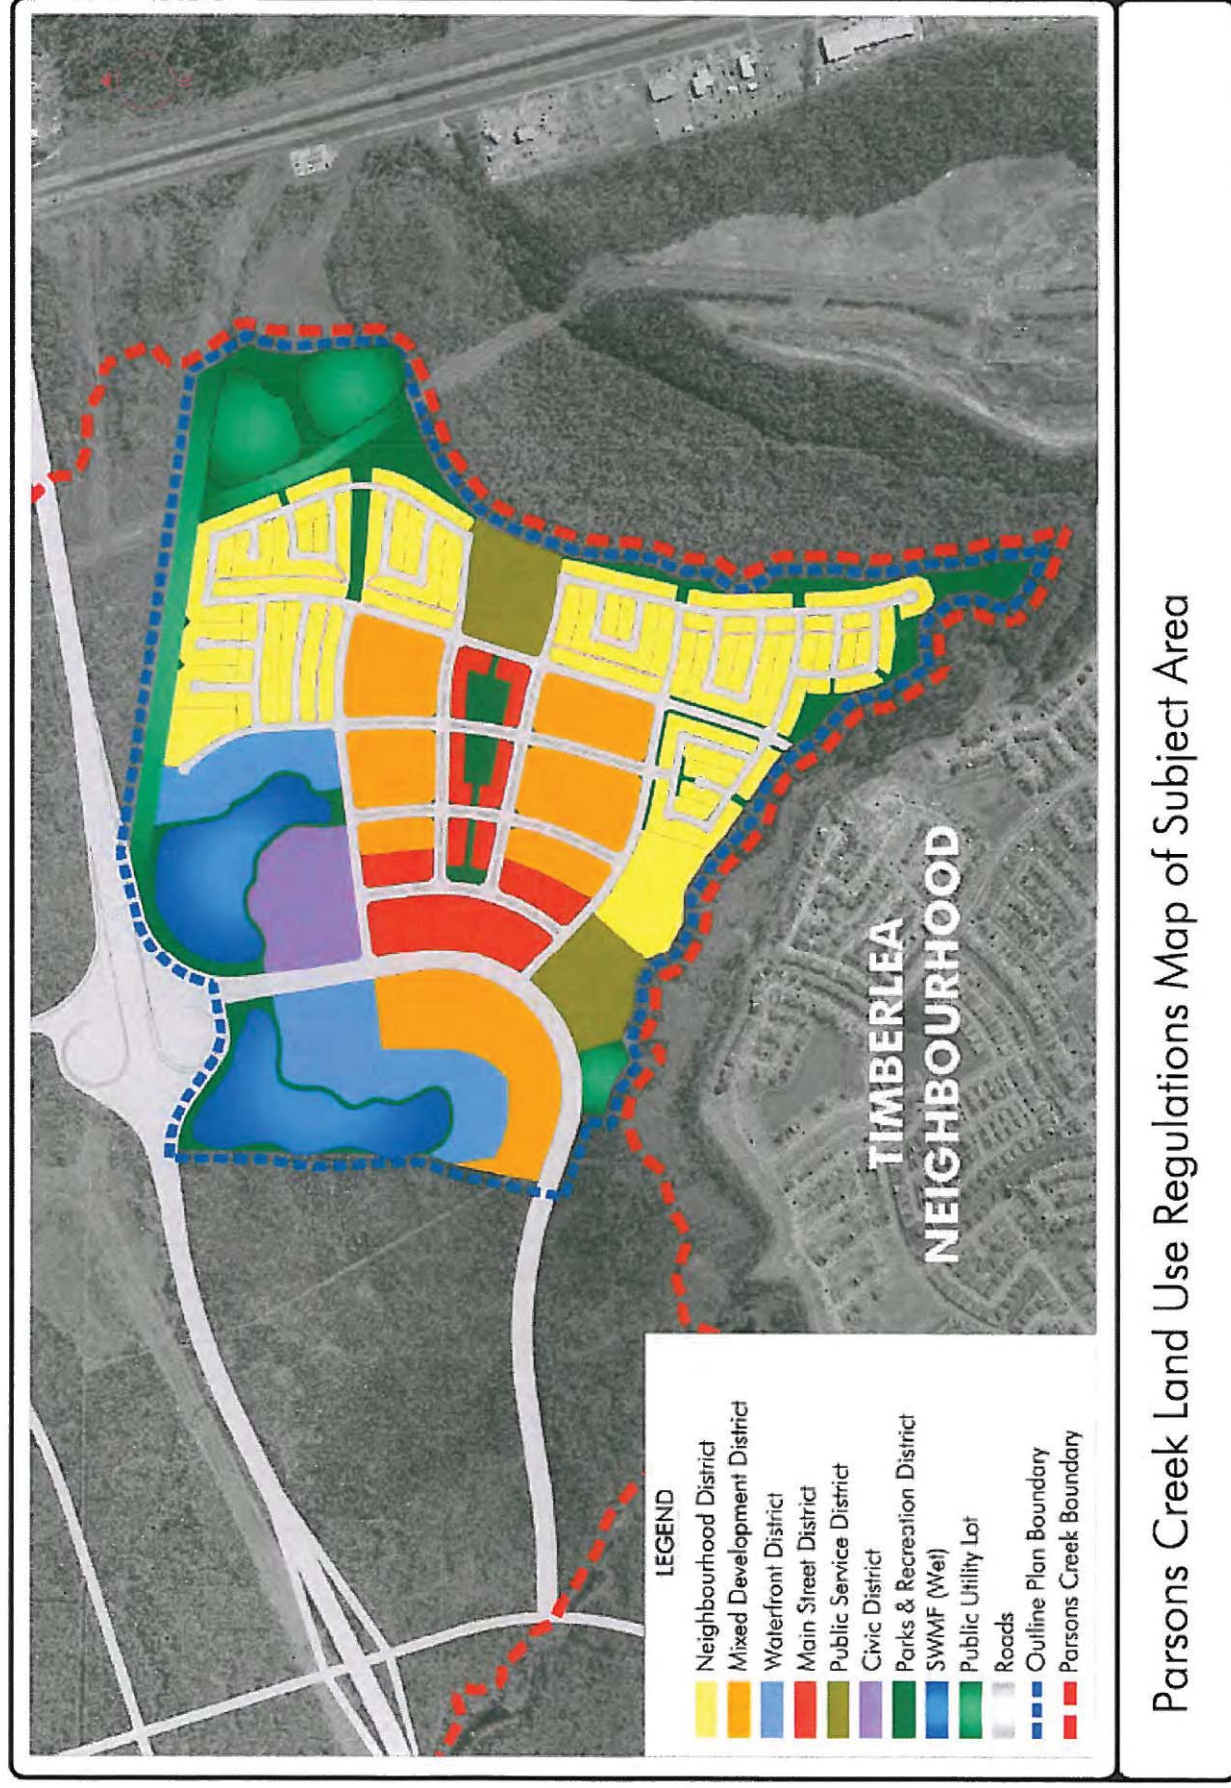 TIMBERLEA
NEIGHBOURHOOD
LEGEND
Neighbourhood District
Mixed Development District
Waterfront District
Main Street District
Public Service District
Civic District
Parks & Recreation District
SWMF (Wet)
Public Utility Lot
Roads
Outline Plan Boundary
Parsons Creek Boundary
Parsons Creek Land Use Regulations Map of Subject Area